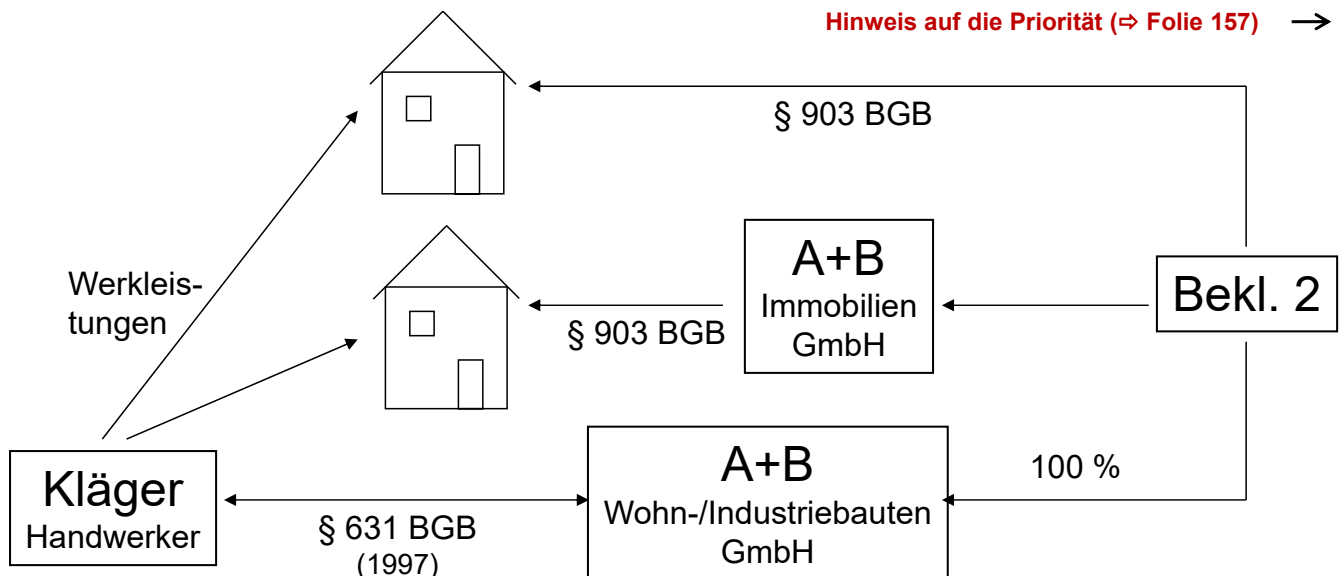 Hinweis auf die Priorität (⇨ Folie 157) →
§ 903 BGB
Werkleis-
tungen
§ 903 BGB
A+B
Immobilien
GmbH
Bekl. 2
Kläger
Handwerker
§ 631 BGB
(1997)
A+B
Wohn-/Industriebauten
GmbH
100 %